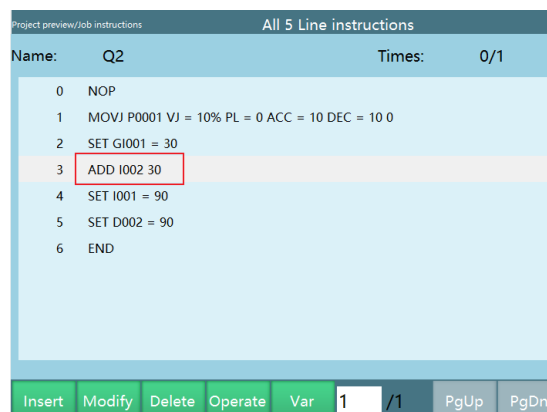 Project preview/Job instructions All 5 Line instructions
Name: Q2 Times: 0/1
0 NOP
1 MOVJ P0001 VJ = 10% PL = 0 ACC = 10 DEC = 10 0
2 SET GI001 = 30
3 ADD I002 30
4 SET I001 = 90
5 SET D002 = 90
6 END
Insert Modify Delete Operate Var 1 /1 PgUp PgDn